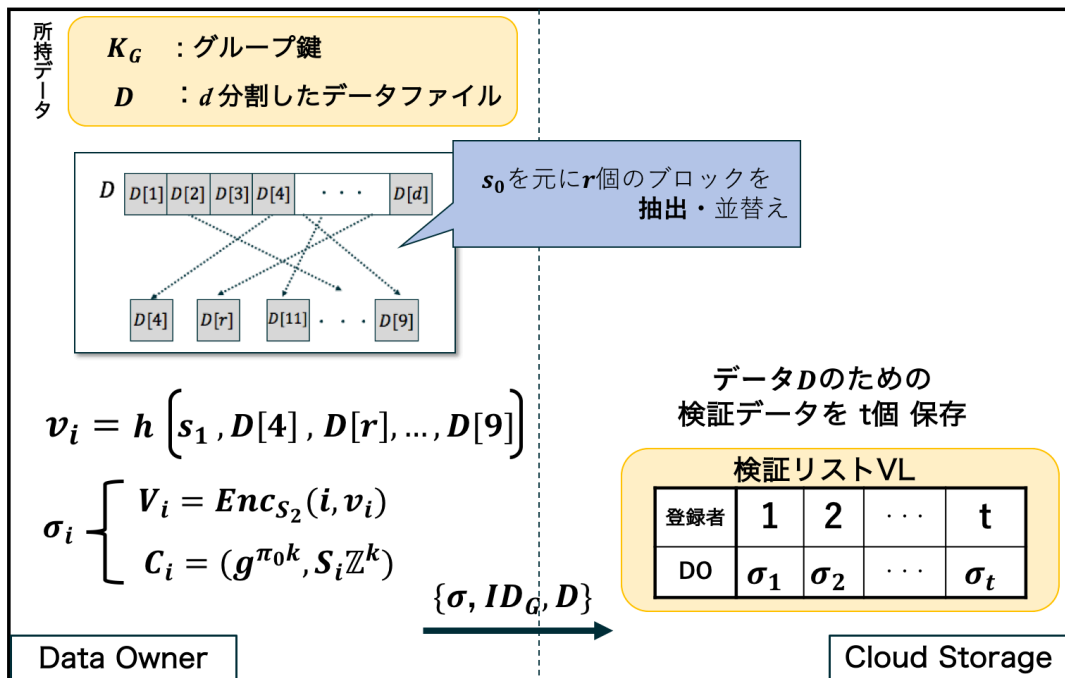 所持データ
K_G ：グループ鍵
D ：d 分割したデータファイル
D D[1] D[2] D[3] D[4] · · · D[d]
s_0を元にr個のブロックを
抽出・並替え
D[4] D[r] D[11] · · · D[9]
v_i = h(s_1 , D[4] , D[r], … , D[9])
σ_i { V_i = Enc_{S_2}(i, v_i)
C_i = (g^{π_0 k}, S_i ℤ^k)
{σ, ID_G, D}
データDのための
検証データを t個 保存
検証リストVL
登録者 1 2 · · · t
DO σ_1 σ_2 · · · σ_t
Data Owner
Cloud Storage